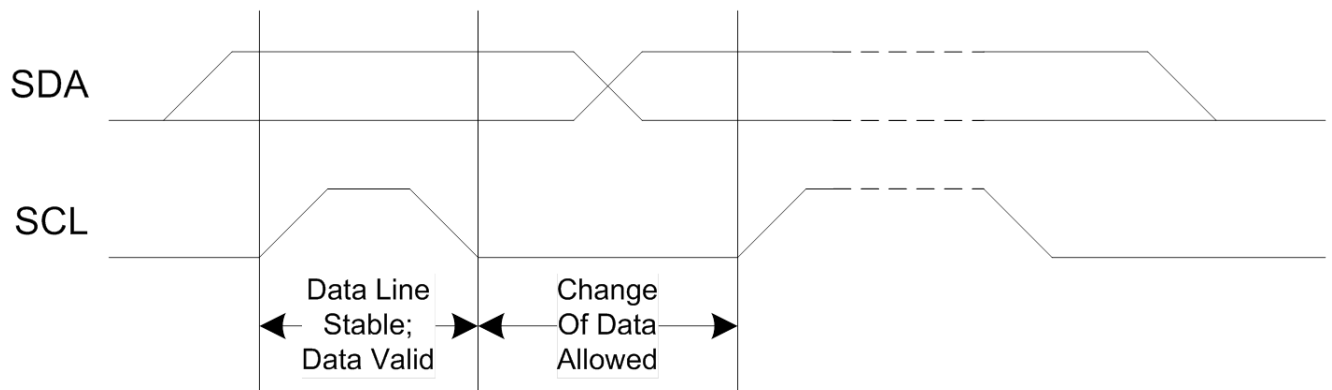 SDA
SCL
Data Line
Stable;
Data Valid
Change
Of Data
Allowed